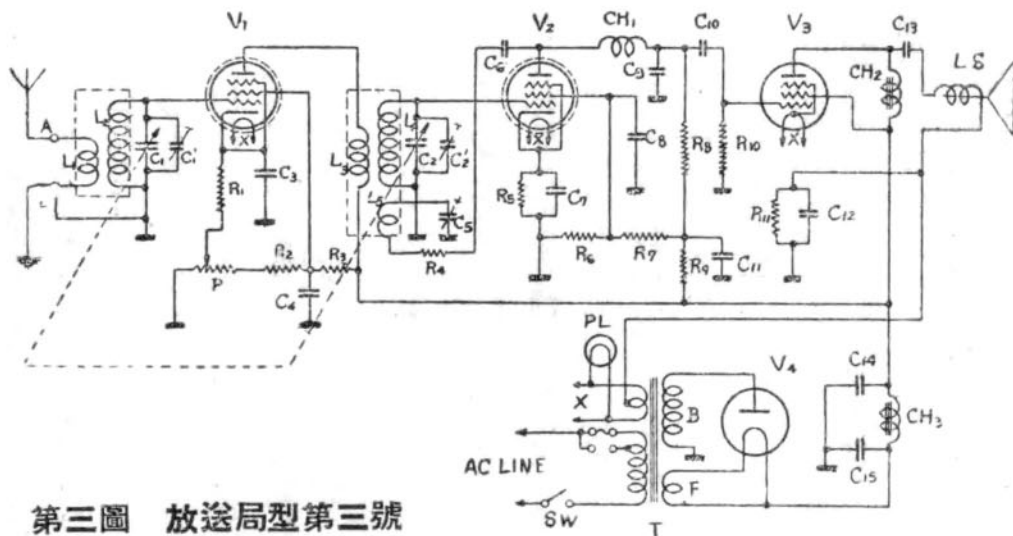 V1
V2
V3
C6
CH1
C10
C9
C13
CH2
LS
A
L1
L2
C1
C1'
X
R1
C3
L3
L4
C2
C2'
L5
C5
R4
X
R5
C7
C8
R8
R10
X
R11
C12
P
R2
R3
C4
R6
R7
R9
C11
PL
X
V4
C14
B
CH3
AC LINE
C15
F
SW
T
第三圖 放送局型第三號